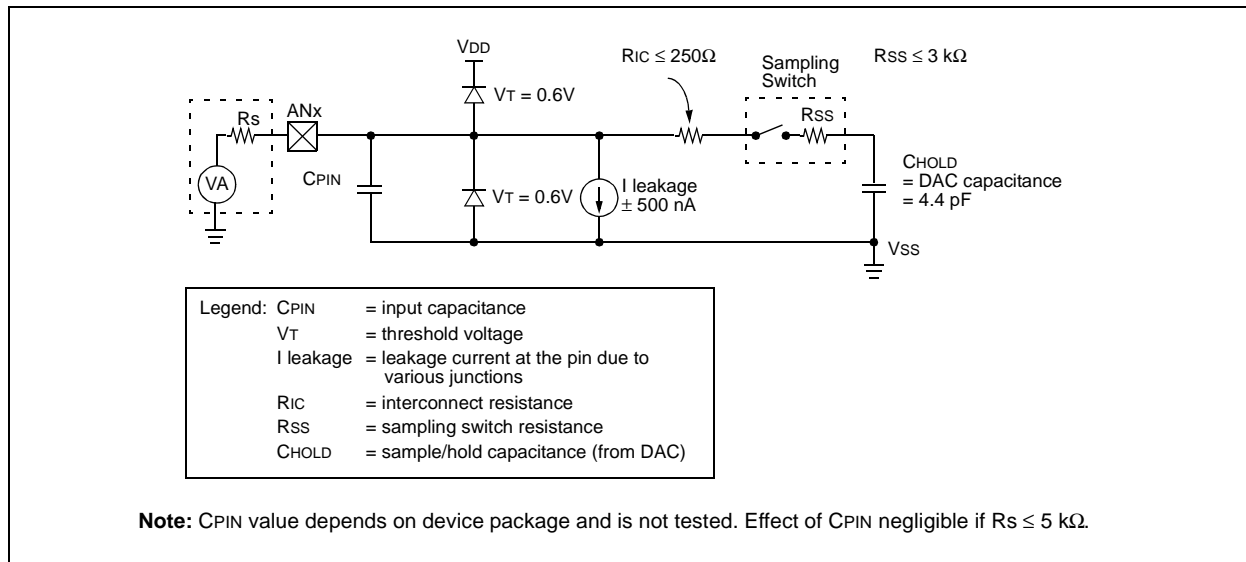 VDD
RIC ≤ 250Ω
Sampling
Switch
RSS ≤ 3 kΩ
VT = 0.6V
Rs
ANx
RSS
VA
CPIN
VT = 0.6V
I leakage
± 500 nA
CHOLD
= DAC capacitance
= 4.4 pF
VSS
Legend: CPIN = input capacitance
VT = threshold voltage
I leakage = leakage current at the pin due to
various junctions
RIC = interconnect resistance
RSS = sampling switch resistance
CHOLD = sample/hold capacitance (from DAC)
Note: CPIN value depends on device package and is not tested. Effect of CPIN negligible if Rs ≤ 5 kΩ.